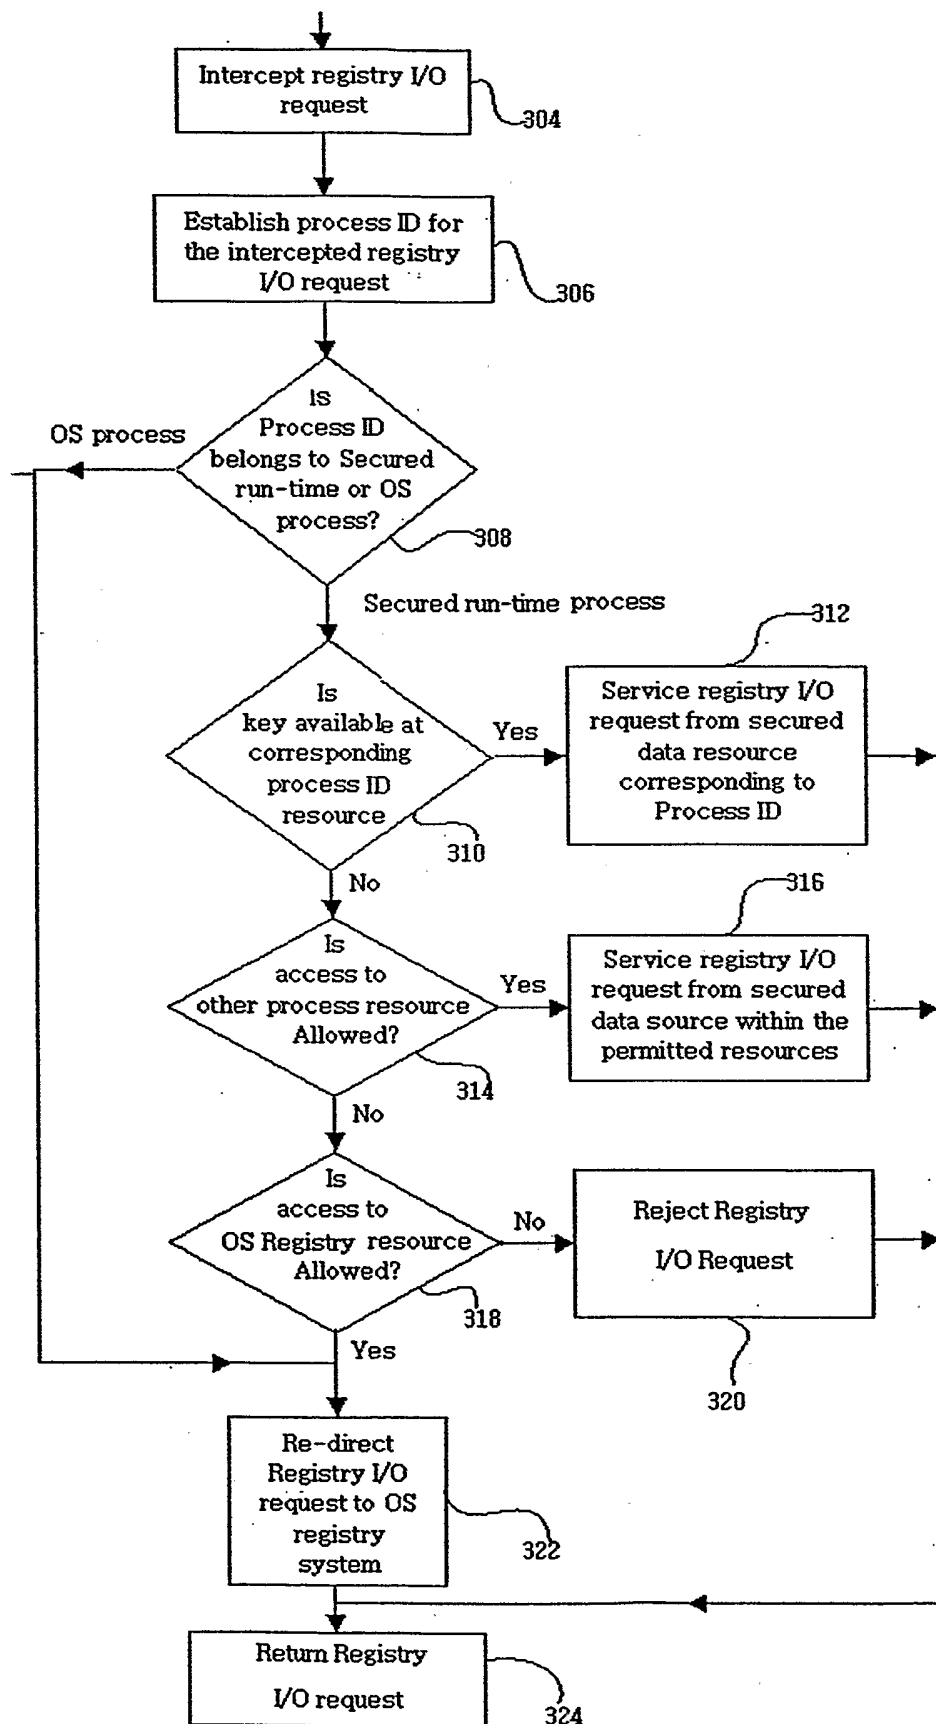 Intercept registry I/O
request
304
Establish process ID for
the intercepted registry
I/O request
306
Is
Process ID
belongs to Secured
run-time or OS
process?
OS process
308
Secured run-time process
312
Is
key available at
corresponding
process ID
resource
Yes
310
Service registry I/O
request from secured
data resource
corresponding to
Process ID
No
316
Is
access to
other process resource
Allowed?
Yes
314
Service registry I/O
request from secured
data source within the
permitted resources
No
Is
access to
OS Registry resource
Allowed?
No
318
Reject Registry
I/O Request
320
Yes
Re-direct
Registry I/O
request to OS
registry
system
322
Return Registry
I/O request
324